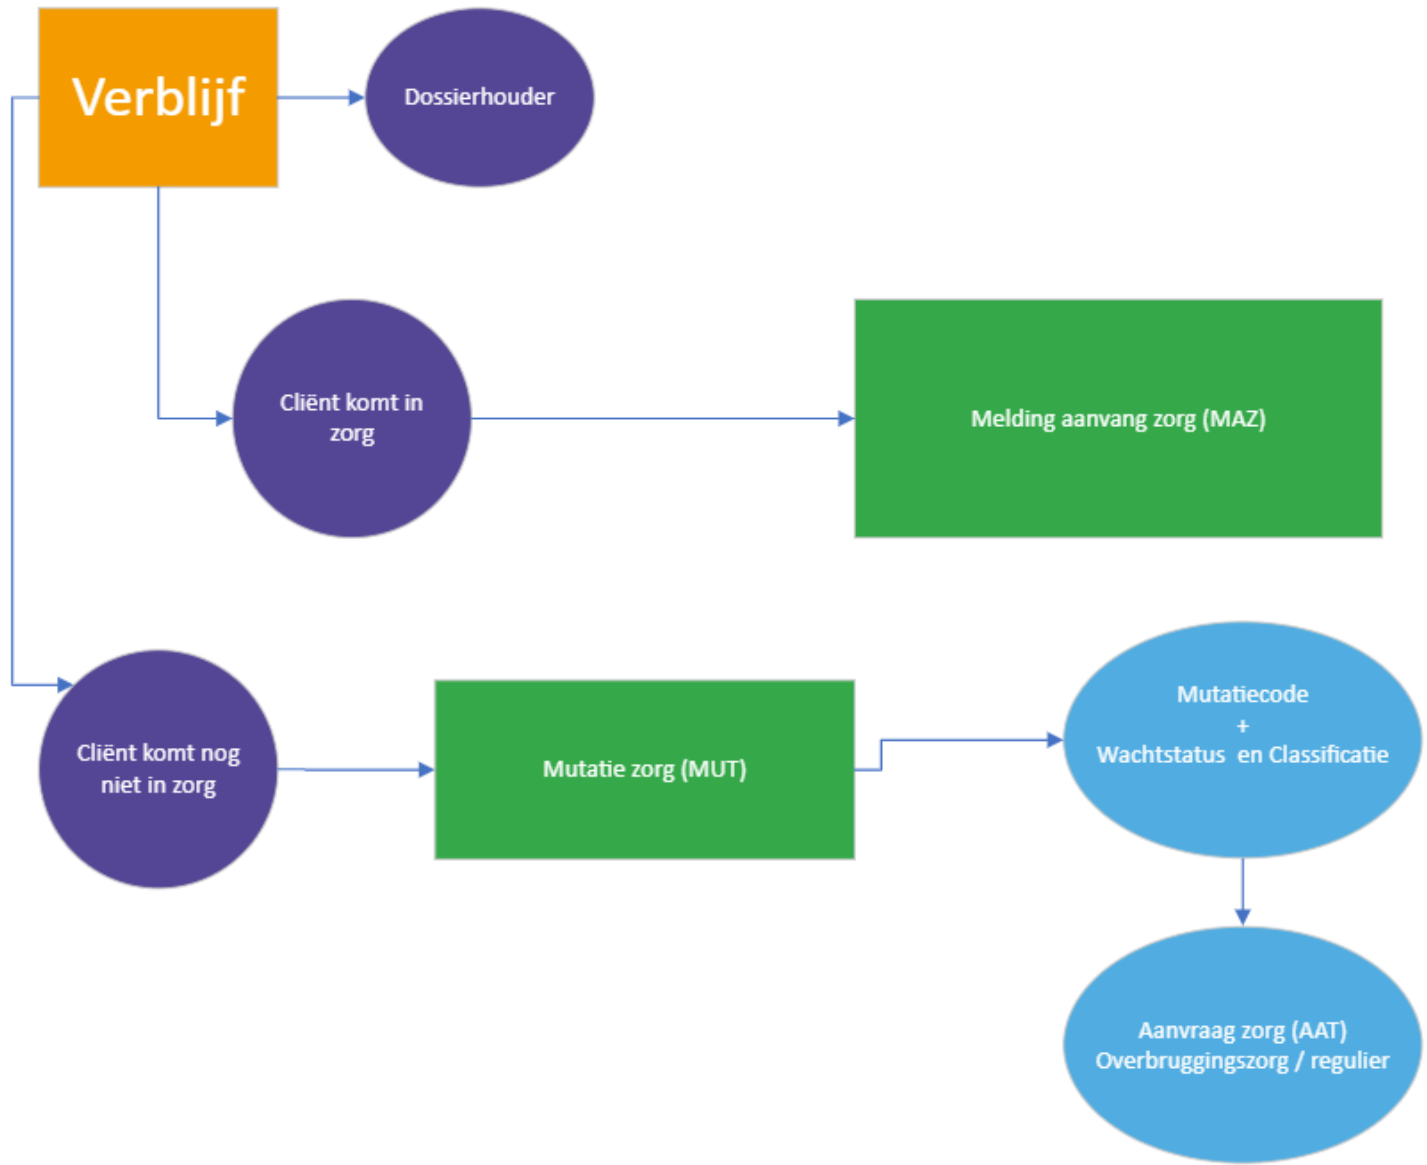 Verblijf
Dossierhouder
Cliënt komt in
zorg
Melding aanvang zorg (MAZ)
Cliënt komt nog
niet in zorg
Mutatie zorg (MUT)
Mutatiecode
+
Wachtstatus en Classificatie
Aanvraag zorg (AAT)
Overbruggingszorg / regulier